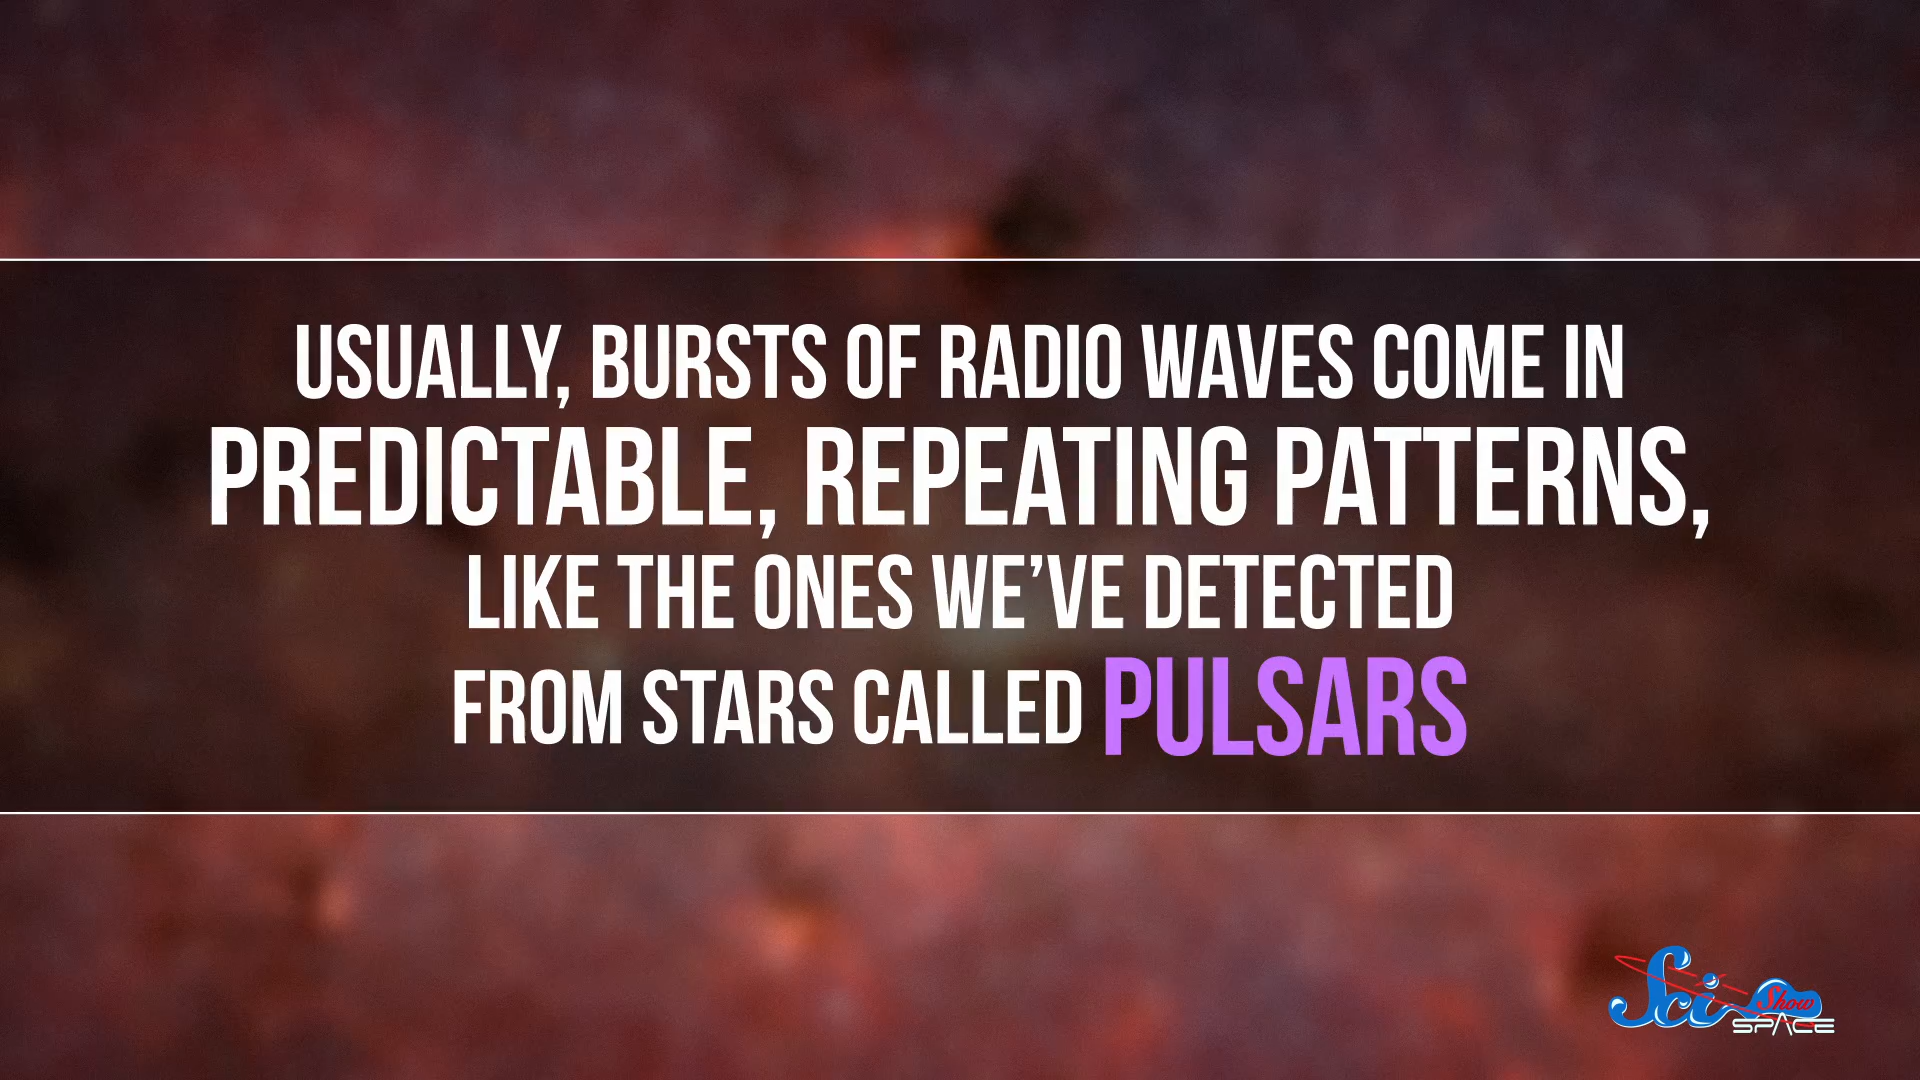 USUALLY, BURSTS OF RADIO WAVES COME IN
PREDICTABLE, REPEATING PATTERNS,
LIKE THE ONES WE'VE DETECTED
FROM STARS CALLED PULSARS
Sci Show
SPACE